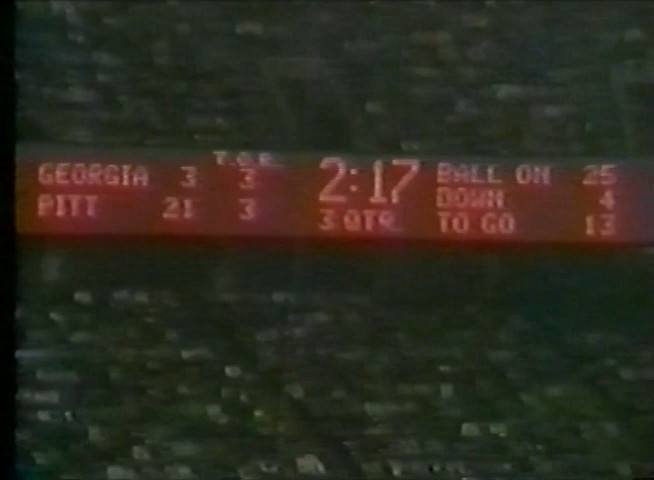 T.O.R.
GEORGIA 3 3
PITT 21 3
2:17
3 QTR.
BALL ON 25
DOWN 4
TO GO 13